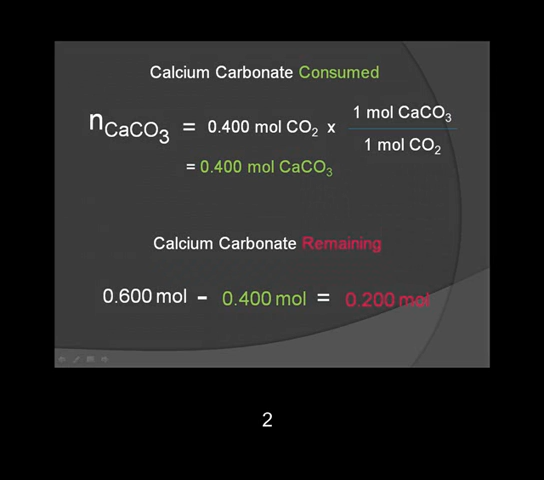 Calcium Carbonate Consumed
nCaCO₃ = 0.400 mol CO₂ x 1 mol CaCO₃
1 mol CO₂
= 0.400 mol CaCO₃
Calcium Carbonate Remaining
0.600 mol - 0.400 mol = 0.200 mol
2